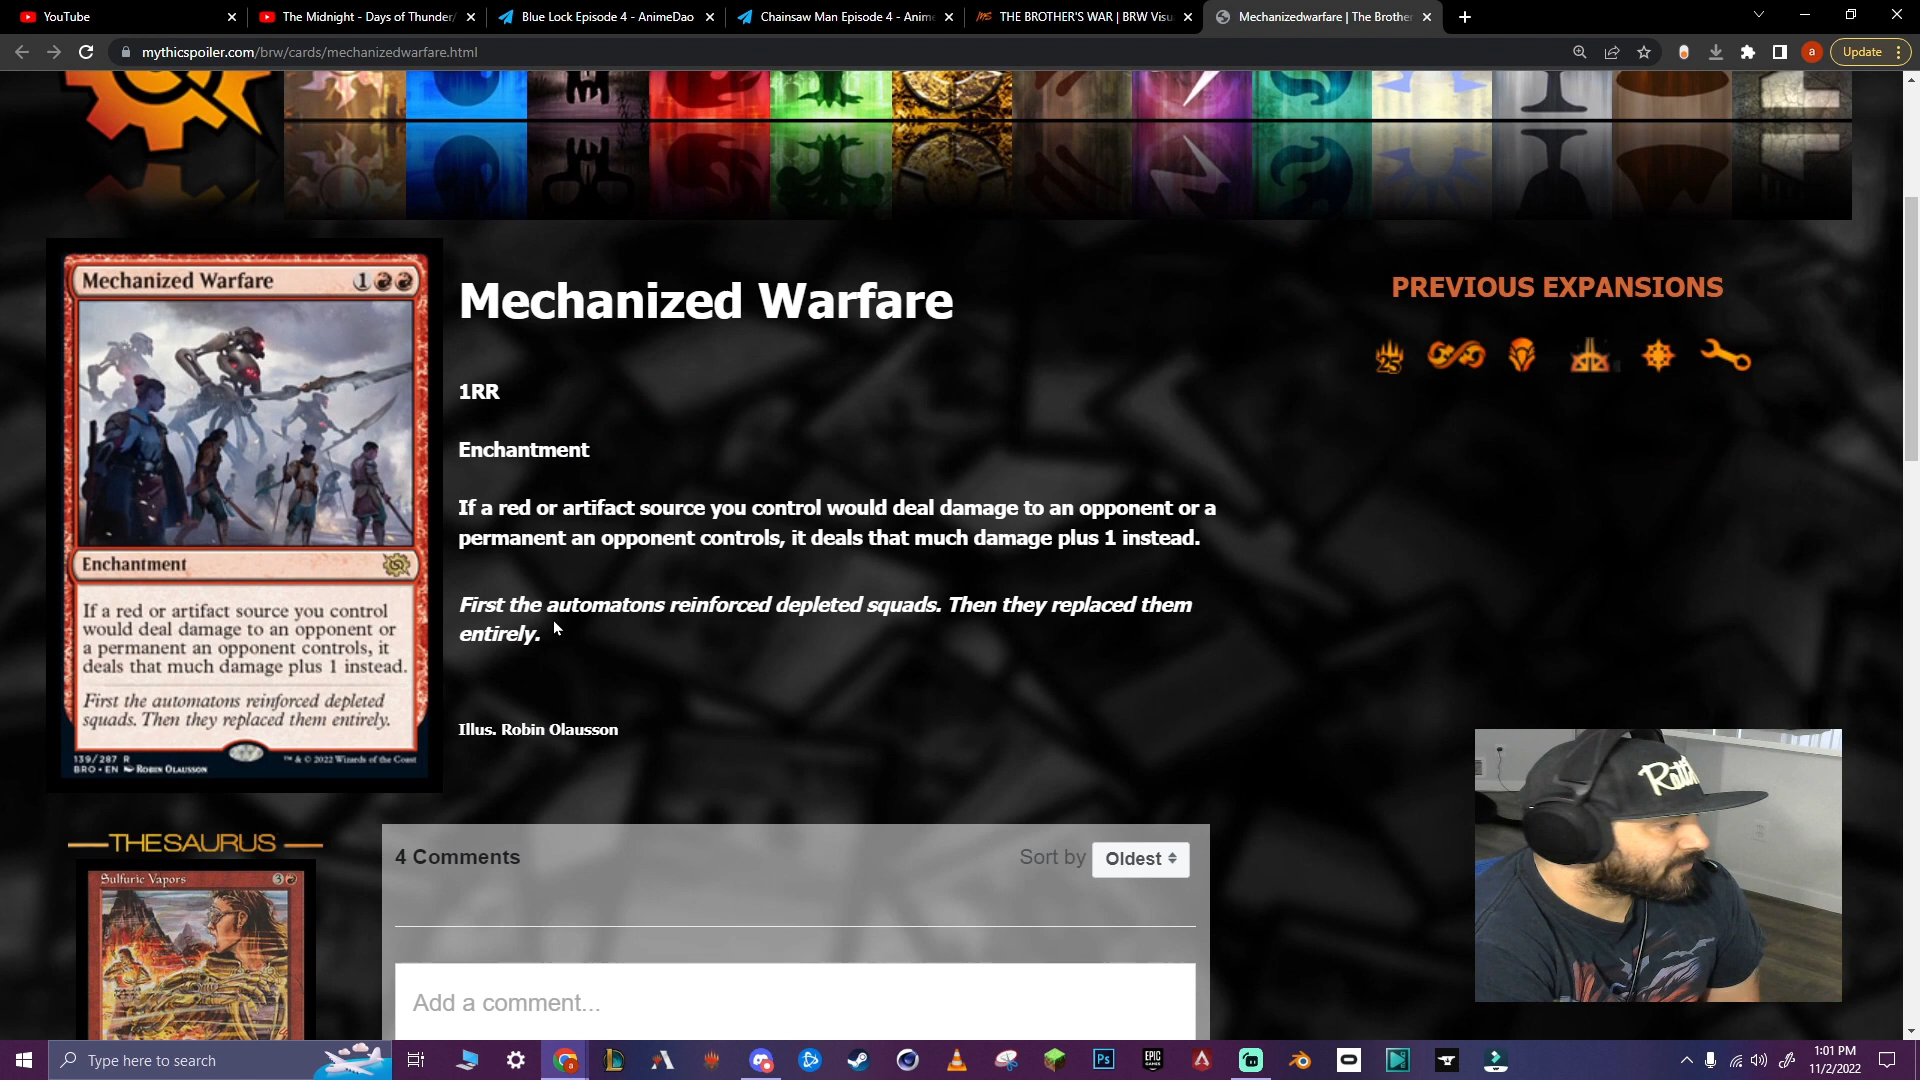 YouTube
The Midnight - Days of Thunder
Blue Lock Episode 4 - AnimeDao
Chainsaw Man Episode 4 - Anim
THE BROTHER'S WAR | BRW Visu
Mechanizedwarfare | The Brothe
mythicspoiler.com/brw/cards/mechanizedwarfare.html
a
Update
Mechanized Warfare 1
Enchantment
If a red or artifact source you control
would deal damage to an opponent or
a permanent an opponent controls, it
deals that much damage plus 1 instead.
First the automatons reinforced depleted
squads. Then they replaced them entirely.
139/287 R
BRO • EN Robin Olausson
™ & © 2022 Wizards of the Coast
Mechanized Warfare
1RR
Enchantment
If a red or artifact source you control would deal damage to an opponent or a
permanent an opponent controls, it deals that much damage plus 1 instead.
First the automatons reinforced depleted squads. Then they replaced them
entirely.
Illus. Robin Olausson
PREVIOUS EXPANSIONS
25
THESAURUS
Sulfuric Vapors 3
4 Comments
Sort by Oldest
Add a comment...
Type here to search
Ps
EPIC
GAMES
1:01 PM
11/2/2022